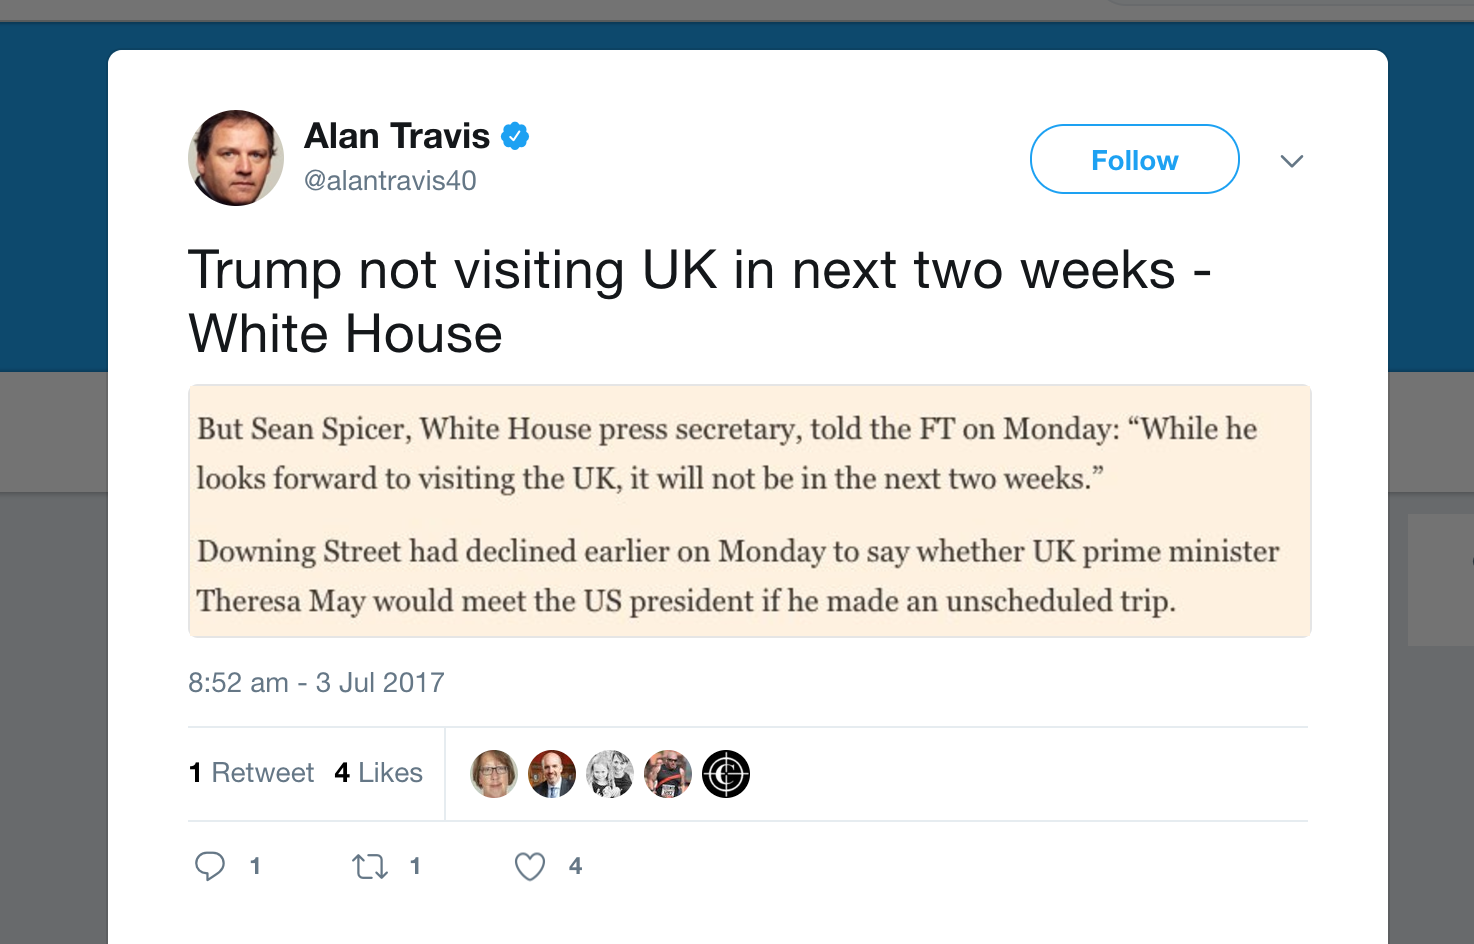 Alan Travis
@alantravis40
Follow
Trump not visiting UK in next two weeks -
White House
But Sean Spicer, White House press secretary, told the FT on Monday: “While he
looks forward to visiting the UK, it will not be in the next two weeks.”
Downing Street had declined earlier on Monday to say whether UK prime minister
Theresa May would meet the US president if he made an unscheduled trip.
8:52 am - 3 Jul 2017
1 Retweet 4 Likes
1 1 4